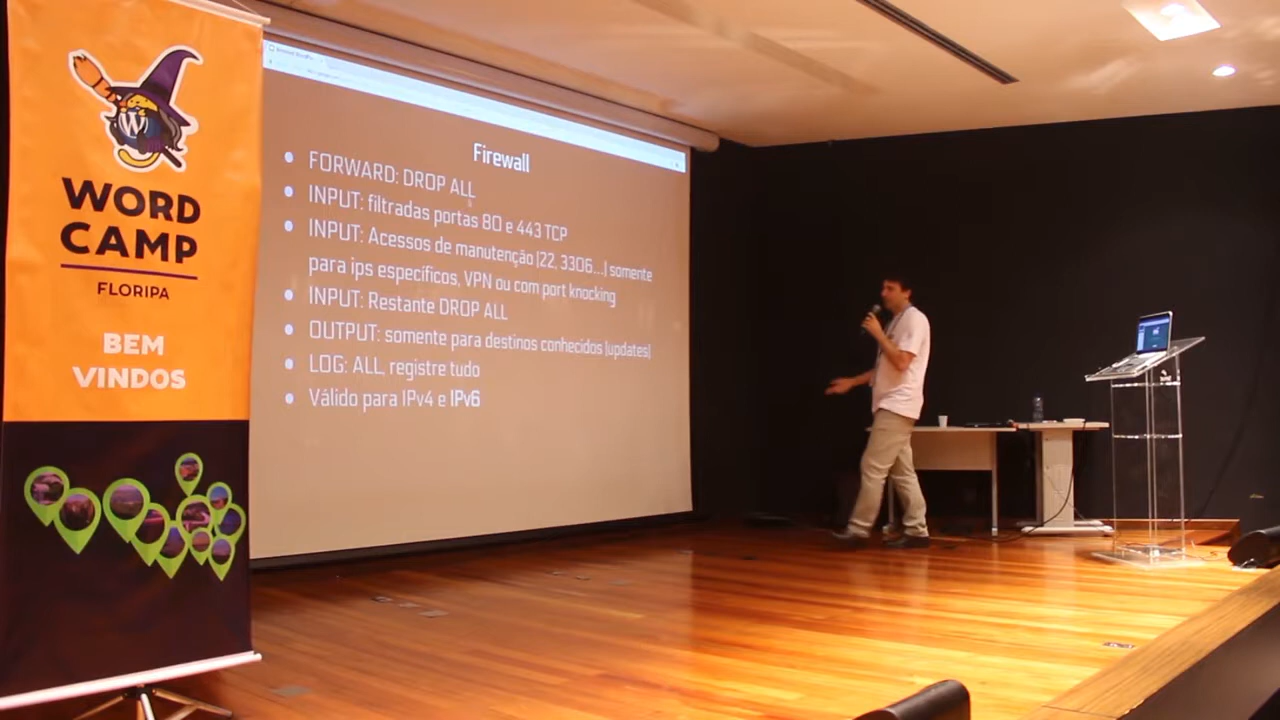 WORD
CAMP
FLORIPA
BEM
VINDOS
Firewall
FORWARD: DROP ALL
INPUT: filtradas portas 80 e 443 TCP
INPUT: Acessos de manutenção (22, 3306...) somente
para ips específicos, VPN ou com port knocking
INPUT: Restante DROP ALL
OUTPUT: somente para destinos conhecidos (updates)
LOG: ALL, registre tudo
Válido para IPv4 e IPv6